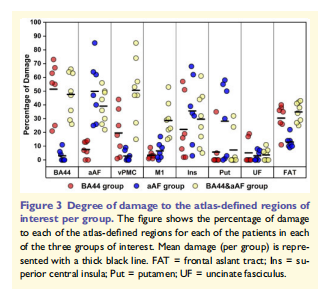 100
90
80
70
60
50
40
30
20
10
0
Percentage of Damage
BA44 aAF vPMC M1 Ins Put UF FAT
BA44 group aAF group BA44&aAF group
Figure 3 Degree of damage to the atlas-defined regions of
interest per group. The figure shows the percentage of damage
to each of the atlas-defined regions for each of the patients in each
of the three groups of interest. Mean damage (per group) is repre-
sented with a thick black line. FAT = frontal aslant tract; Ins = su-
perior central insula; Put = putamen; UF = uncinate fasciculus.